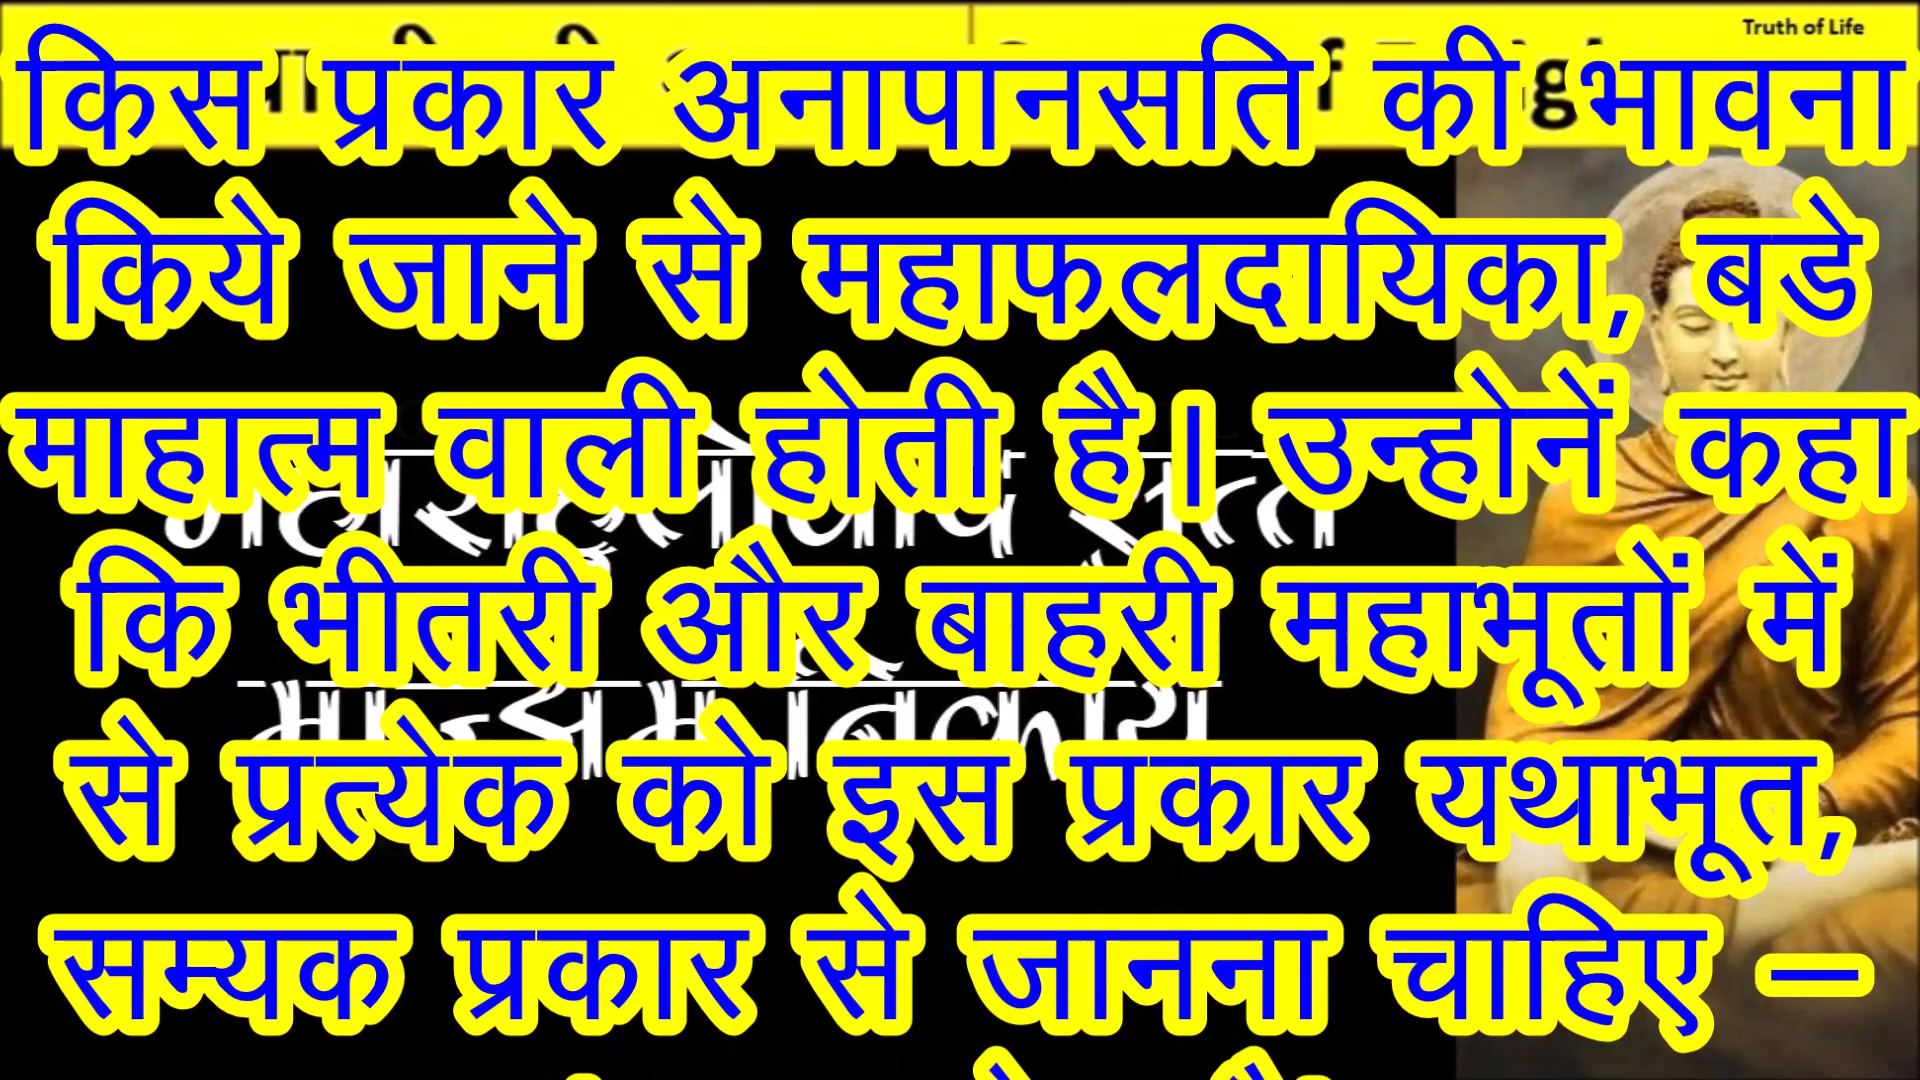 Truth of Life
किस प्रकार अनापानसति की भावना
किये जाने से महाफलदायिका, बडे
माहात्म वाली होती है। उन्होनें कहा
कि भीतरी और बाहरी महाभूतों में
से प्रत्येक को इस प्रकार यथाभूत,
सम्यक प्रकार से जानना चाहिए –